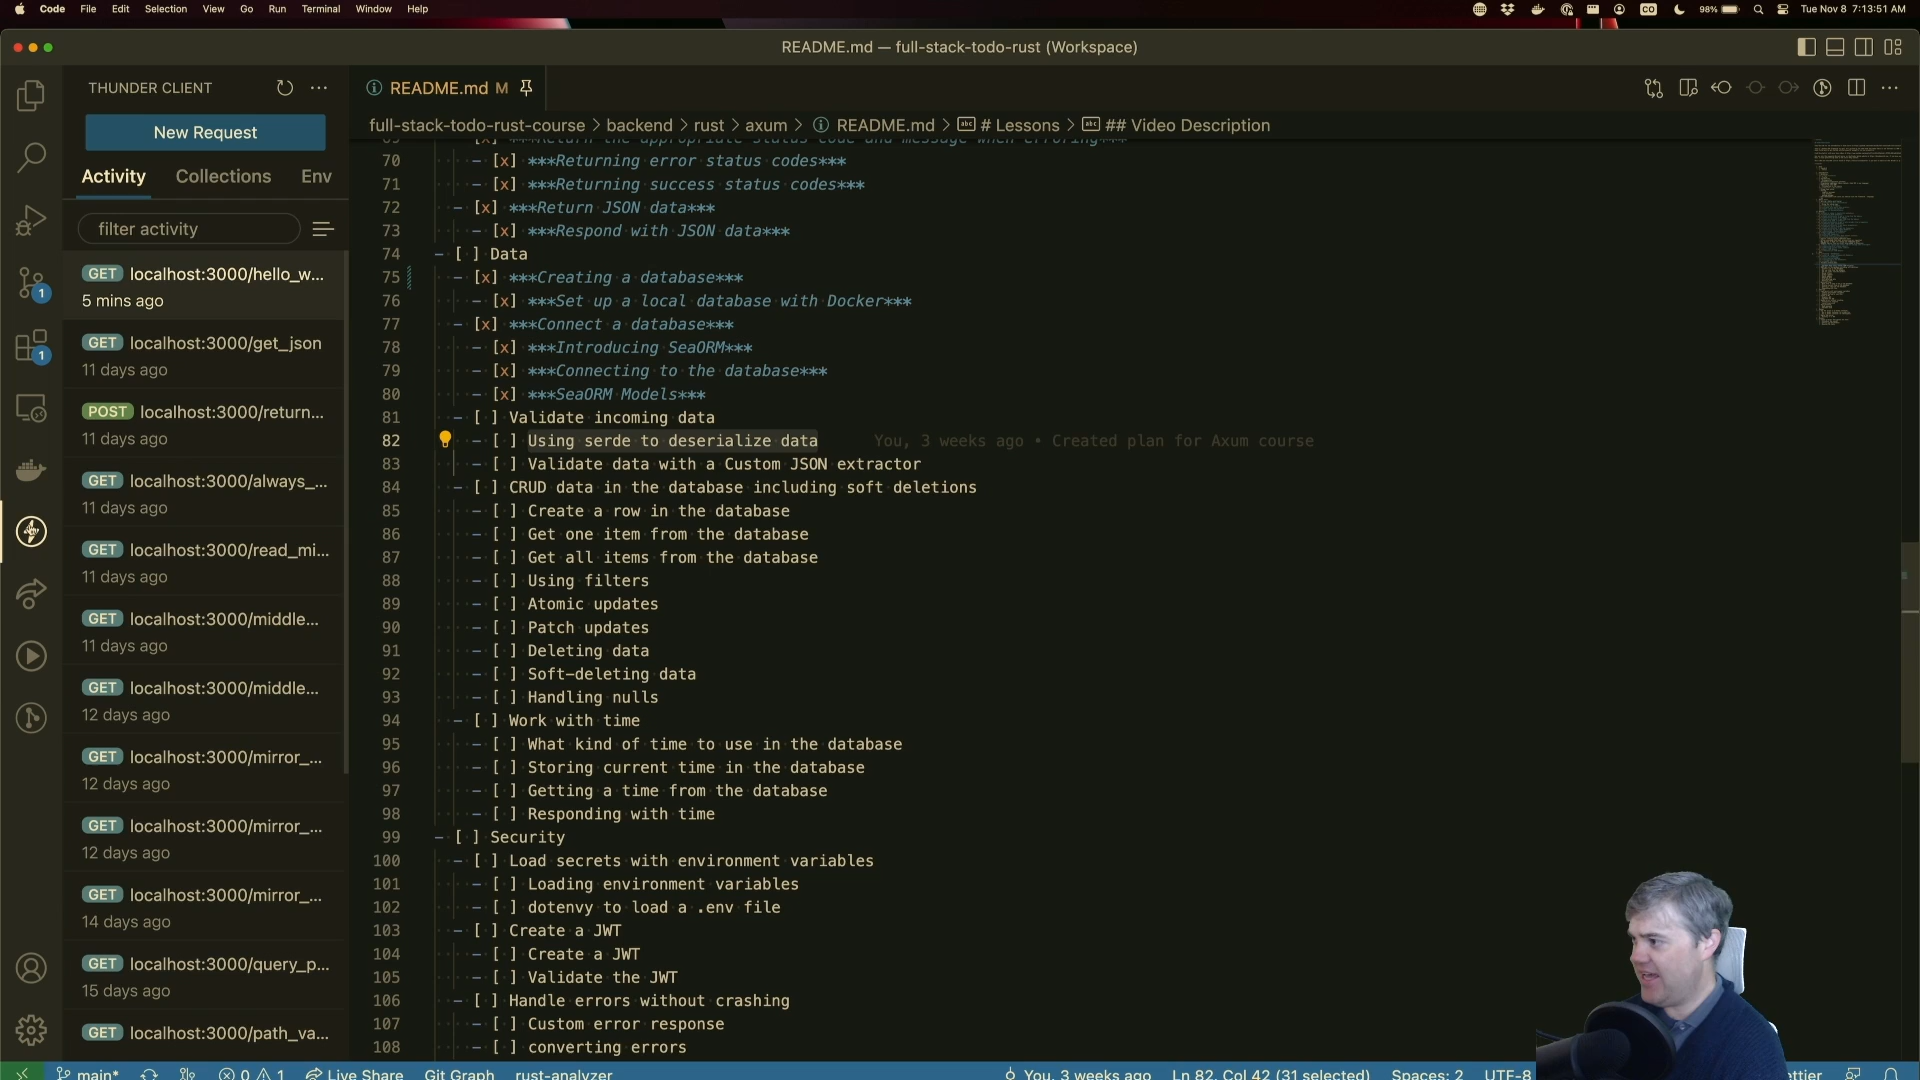 Code File Edit Selection View Go Run Terminal Window Help
CO 98% Tue Nov 8 7:13:51 AM
README.md — full-stack-todo-rust (Workspace)
THUNDER CLIENT
New Request
Activity Collections Env
filter activity
GET localhost:3000/hello_w...
5 mins ago
GET localhost:3000/get_json
11 days ago
POST localhost:3000/return...
11 days ago
GET localhost:3000/always_...
11 days ago
GET localhost:3000/read_mi...
11 days ago
GET localhost:3000/middle...
11 days ago
GET localhost:3000/middle...
12 days ago
GET localhost:3000/mirror_...
12 days ago
GET localhost:3000/mirror_...
12 days ago
GET localhost:3000/mirror_...
14 days ago
GET localhost:3000/query_p...
15 days ago
GET localhost:3000/path_va...
1
1
README.md M
full-stack-todo-rust-course > backend > rust > axum > README.md > # Lessons > ## Video Description
69 - [x] ***Return the appropriate status code and message when erroring***
70 - [x] ***Returning error status codes***
71 - [x] ***Returning success status codes***
72 - [x] ***Return JSON data***
73 - [x] ***Respond with JSON data***
74 - [ ] Data
75 - [x] ***Creating a database***
76 - [x] ***Set up a local database with Docker***
77 - [x] ***Connect a database***
78 - [x] ***Introducing SeaORM***
79 - [x] ***Connecting to the database***
80 - [x] ***SeaORM Models***
81 - [ ] Validate incoming data
82 - [ ] Using serde to deserialize data You, 3 weeks ago • Created plan for Axum course
83 - [ ] Validate data with a Custom JSON extractor
84 - [ ] CRUD data in the database including soft deletions
85 - [ ] Create a row in the database
86 - [ ] Get one item from the database
87 - [ ] Get all items from the database
88 - [ ] Using filters
89 - [ ] Atomic updates
90 - [ ] Patch updates
91 - [ ] Deleting data
92 - [ ] Soft-deleting data
93 - [ ] Handling nulls
94 - [ ] Work with time
95 - [ ] What kind of time to use in the database
96 - [ ] Storing current time in the database
97 - [ ] Getting a time from the database
98 - [ ] Responding with time
99 - [ ] Security
100 - [ ] Load secrets with environment variables
101 - [ ] Loading environment variables
102 - [ ] dotenvy to load a .env file
103 - [ ] Create a JWT
104 - [ ] Create a JWT
105 - [ ] Validate the JWT
106 - [ ] Handle errors without crashing
107 - [ ] Custom error response
108 - [ ] converting errors
main* 0 1 Live Share Git Graph rust-analyzer You, 3 weeks ago Ln 82, Col 42 (31 selected) Spaces: 2 UTF-8 ttier